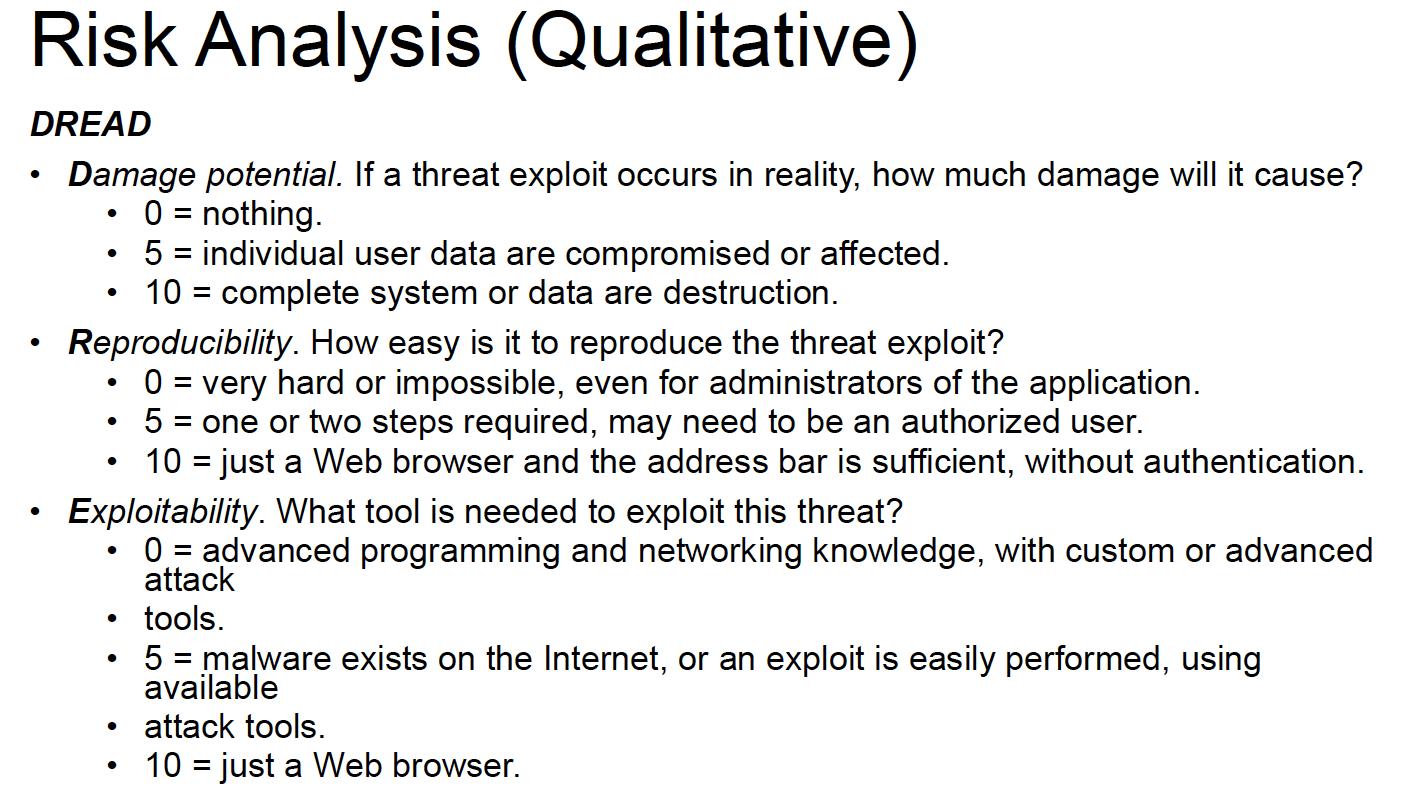 Risk Analysis (Qualitative)
DREAD
• Damage potential. If a threat exploit occurs in reality, how much damage will it cause?
• 0 = nothing.
• 5 = individual user data are compromised or affected.
• 10 = complete system or data are destruction.
• Reproducibility. How easy is it to reproduce the threat exploit?
• 0 = very hard or impossible, even for administrators of the application.
• 5 = one or two steps required, may need to be an authorized user.
• 10 = just a Web browser and the address bar is sufficient, without authentication.
• Exploitability. What tool is needed to exploit this threat?
• 0 = advanced programming and networking knowledge, with custom or advanced
attack
• tools.
• 5 = malware exists on the Internet, or an exploit is easily performed, using
available
• attack tools.
• 10 = just a Web browser.